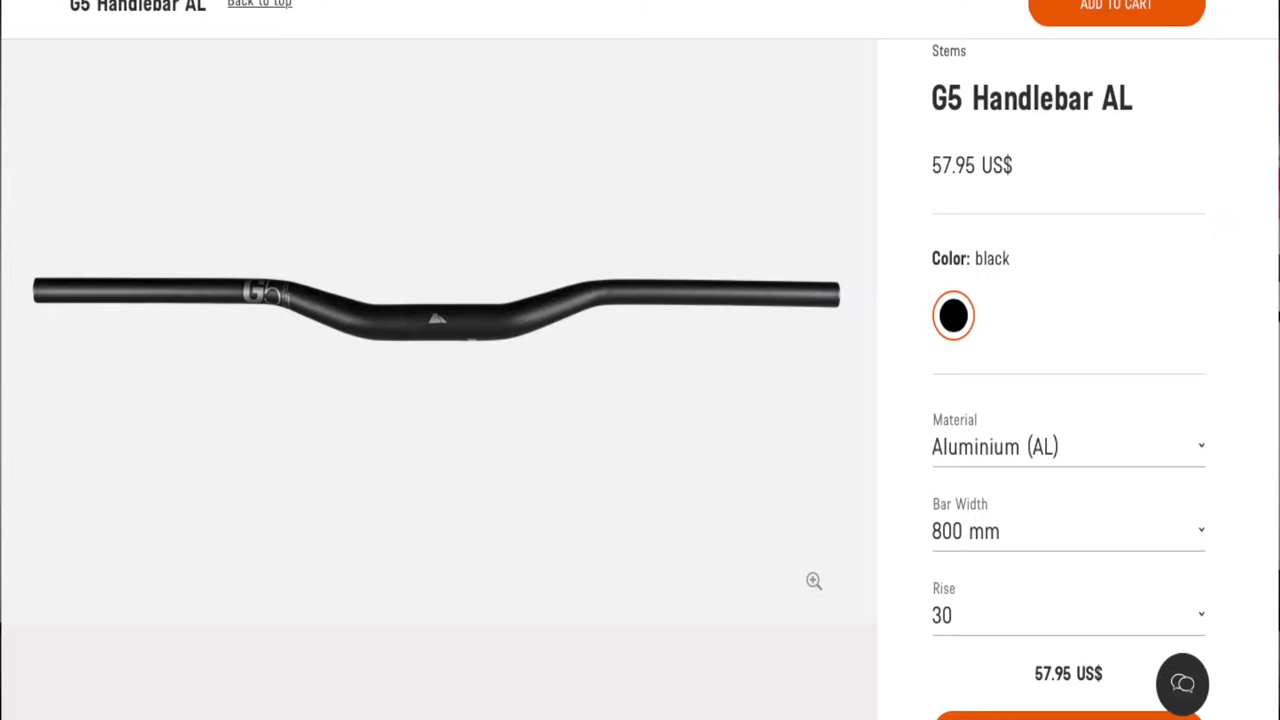 G5 Handlebar AL
Back to top
ADD TO CART
Stems
G5 Handlebar AL
57.95 US$
Color: black
G5
Material
Aluminium (AL)
Bar Width
800 mm
Rise
30
57.95 US$